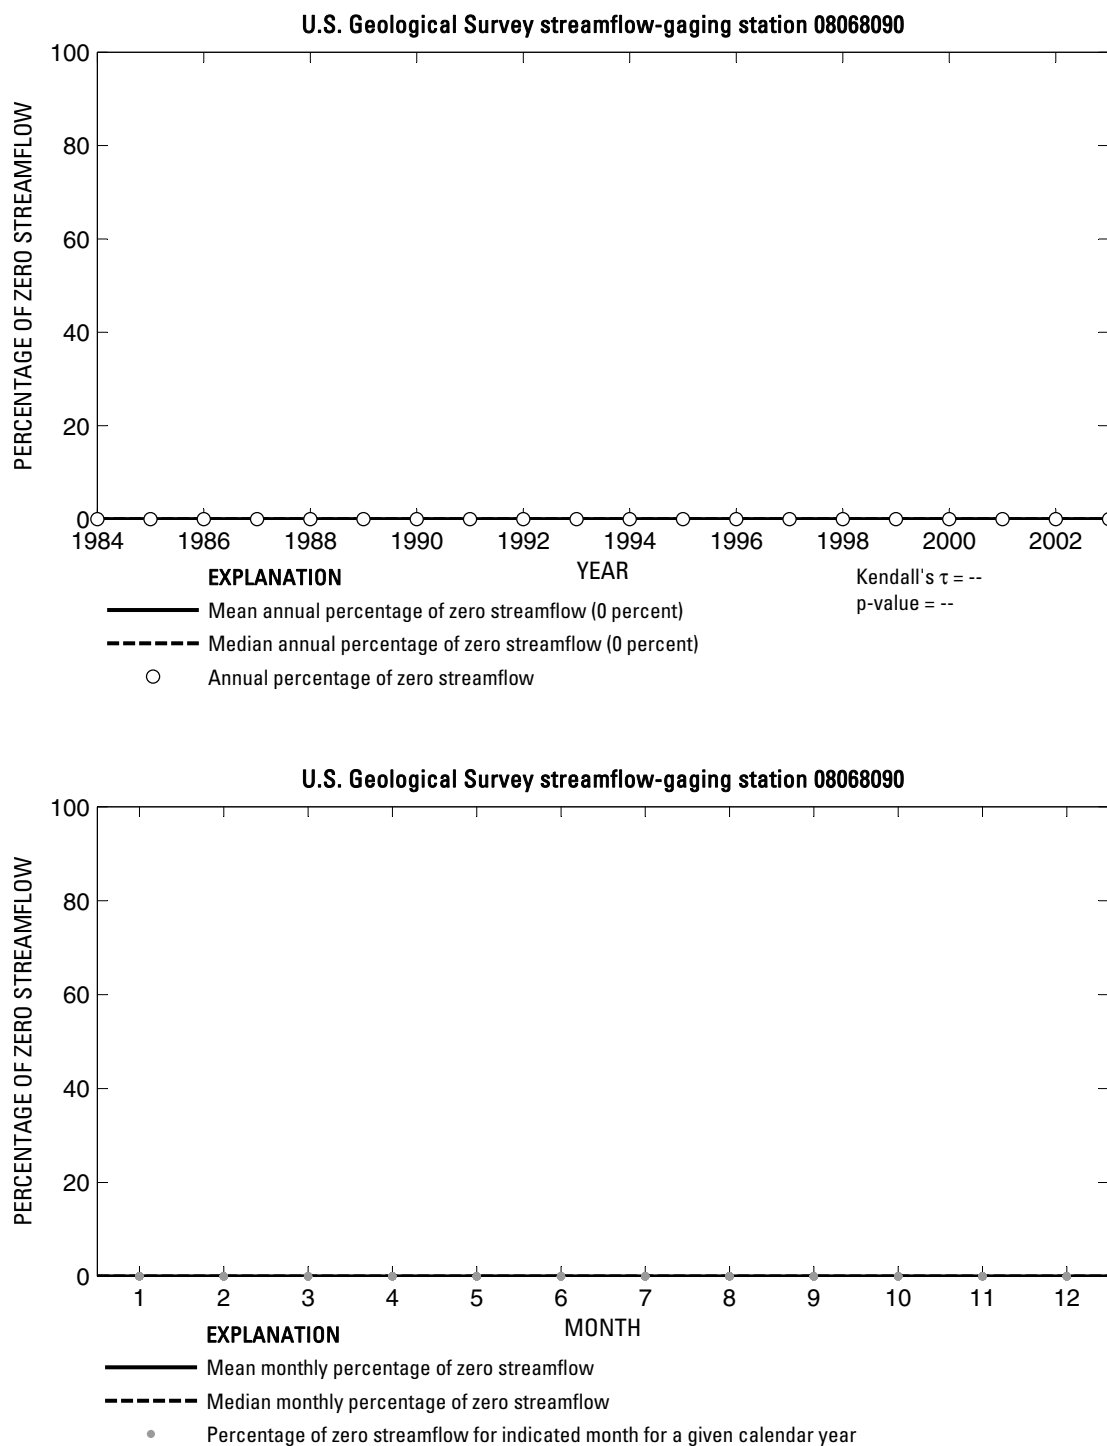 U.S. Geological Survey streamflow-gaging station 08068090
PERCENTAGE OF ZERO STREAMFLOW
100
80
60
40
20
0
1984 1986 1988 1990 1992 1994 1996 1998 2000 2002
YEAR
EXPLANATION
Mean annual percentage of zero streamflow (0 percent)
Median annual percentage of zero streamflow (0 percent)
Annual percentage of zero streamflow
Kendall's τ = --
p-value = --
U.S. Geological Survey streamflow-gaging station 08068090
PERCENTAGE OF ZERO STREAMFLOW
100
80
60
40
20
0
1 2 3 4 5 6 7 8 9 10 11 12
MONTH
EXPLANATION
Mean monthly percentage of zero streamflow
Median monthly percentage of zero streamflow
Percentage of zero streamflow for indicated month for a given calendar year